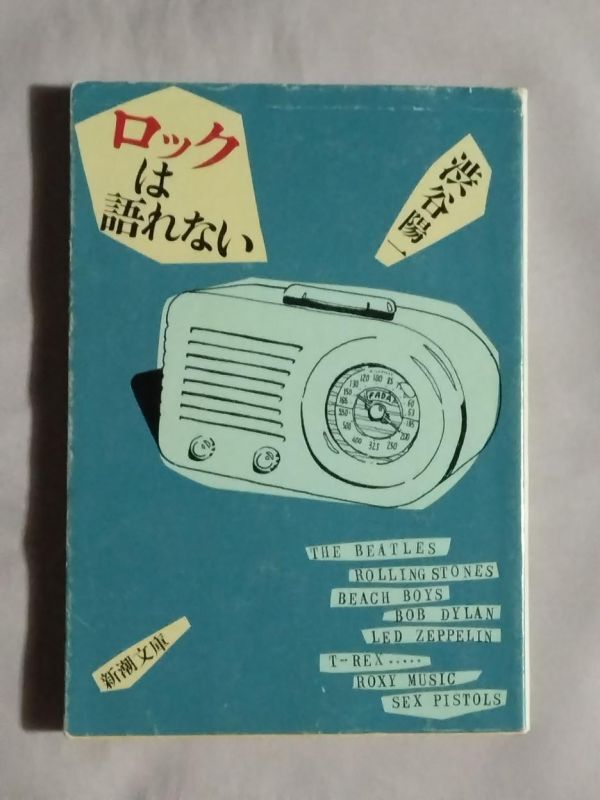 ロック
は
語れない
渋谷陽一
FADA
THE BEATLES
ROLLING STONES
BEACH BOYS
BOB DYLAN
LED ZEPPELIN
T-REX.....
ROXY MUSIC
SEX PISTOLS
新潮文庫